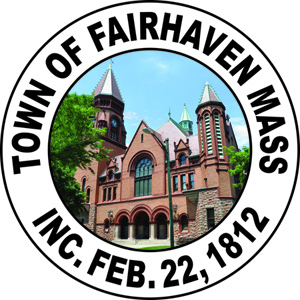 TOWN OF FAIRHAVEN MASS
INC. FEB. 22, 1812